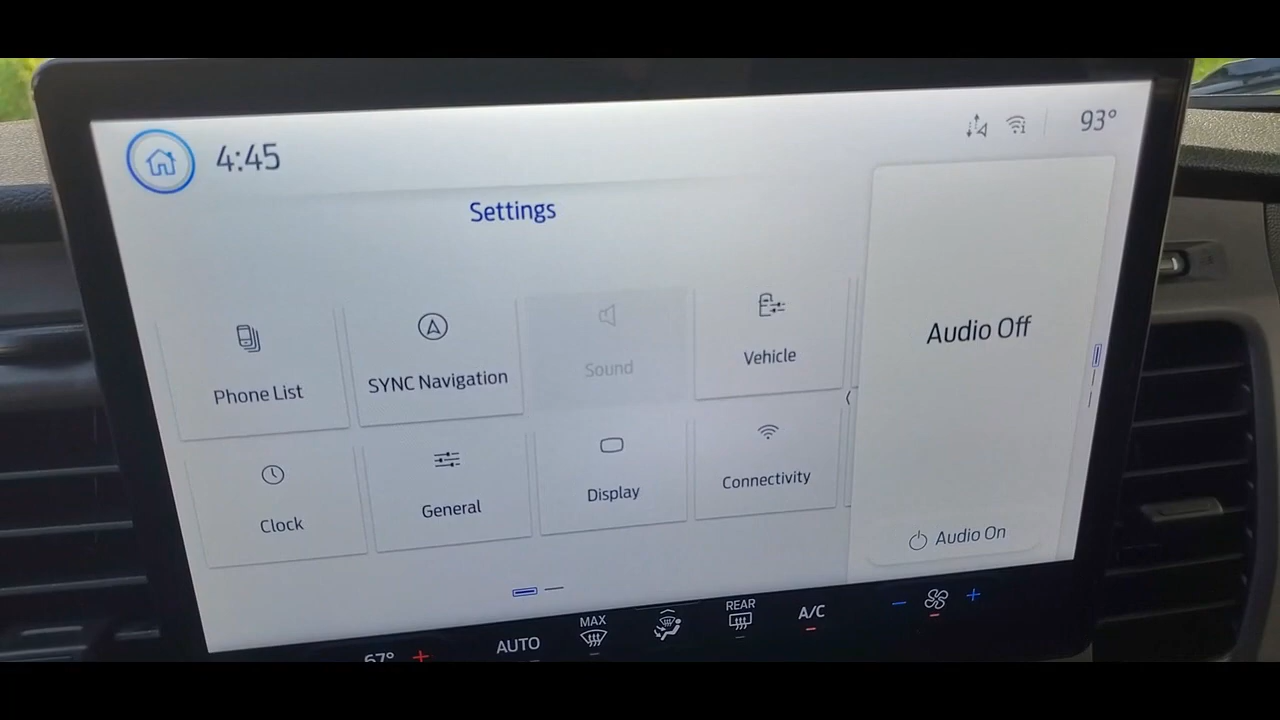 4:45
93°
Settings
Phone List
SYNC Navigation
Sound
Vehicle
Audio Off
Clock
General
Display
Connectivity
Audio On
67°
AUTO
MAX
REAR
A/C